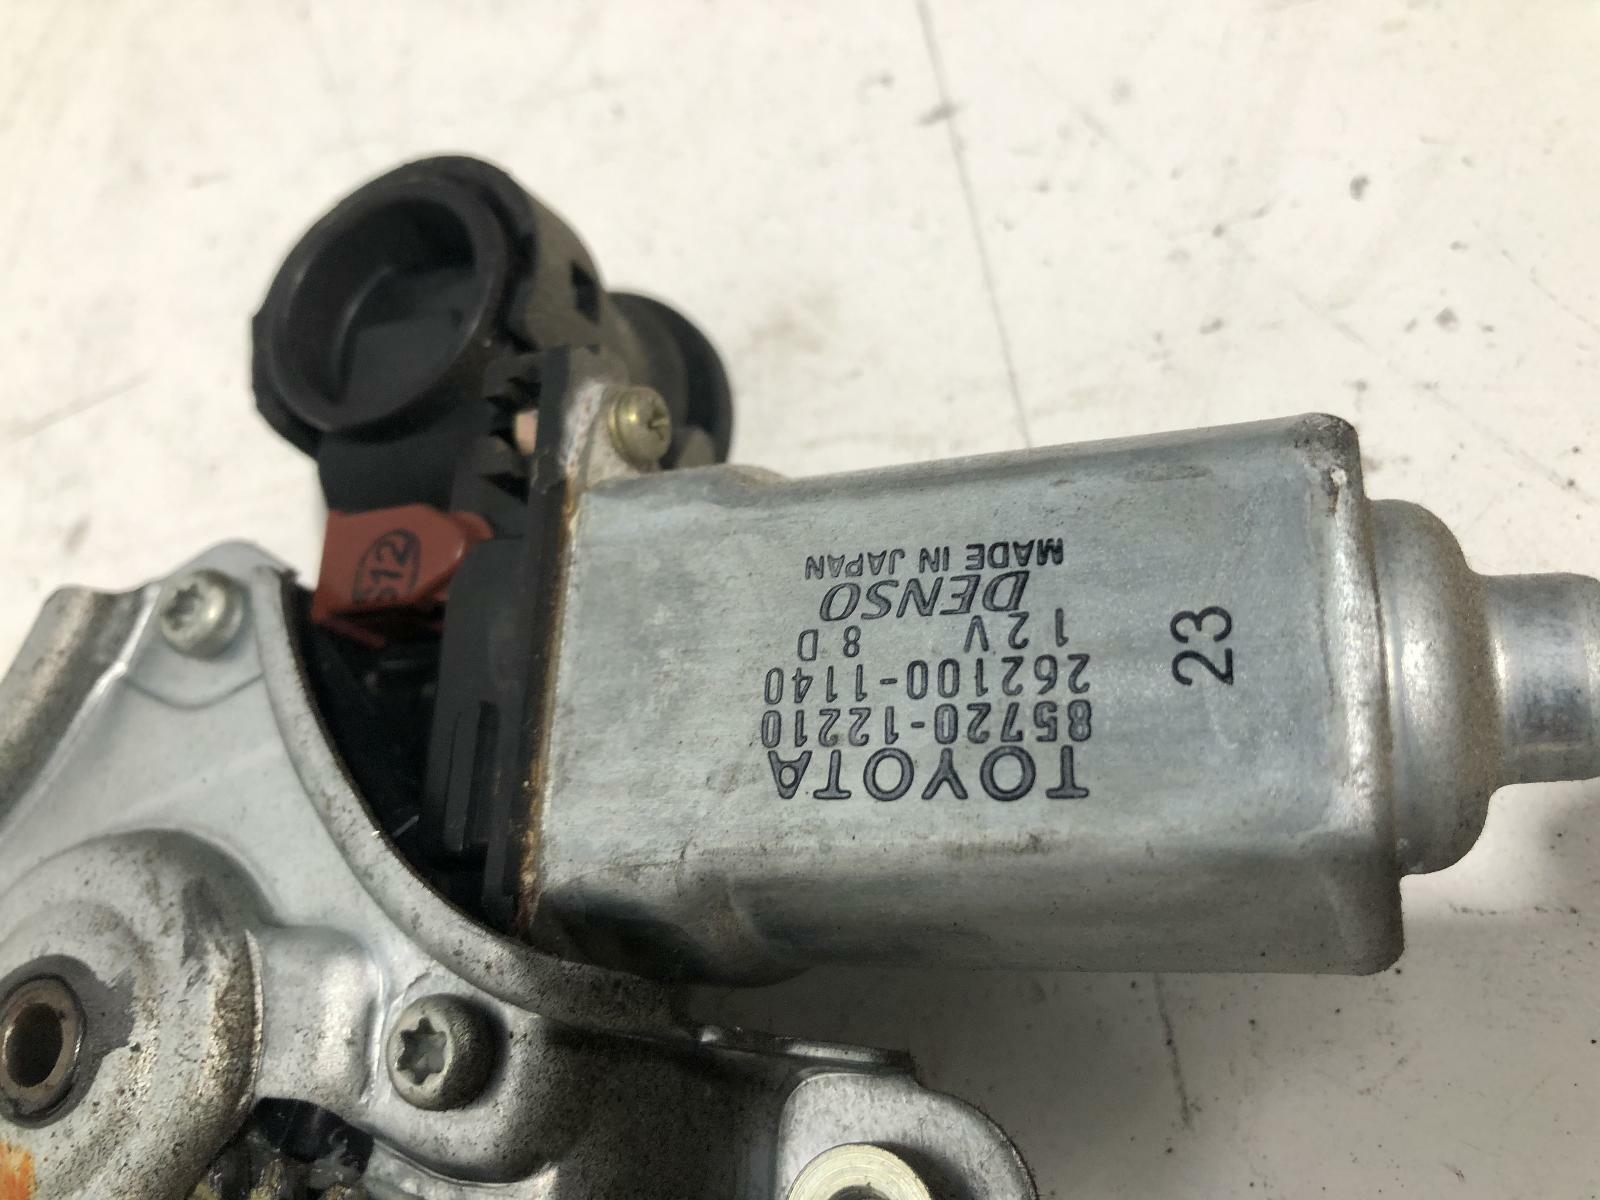 TOYOTA
85720-12210
262100-1140
12V 8D
DENSO
MADE IN JAPAN
23
S12